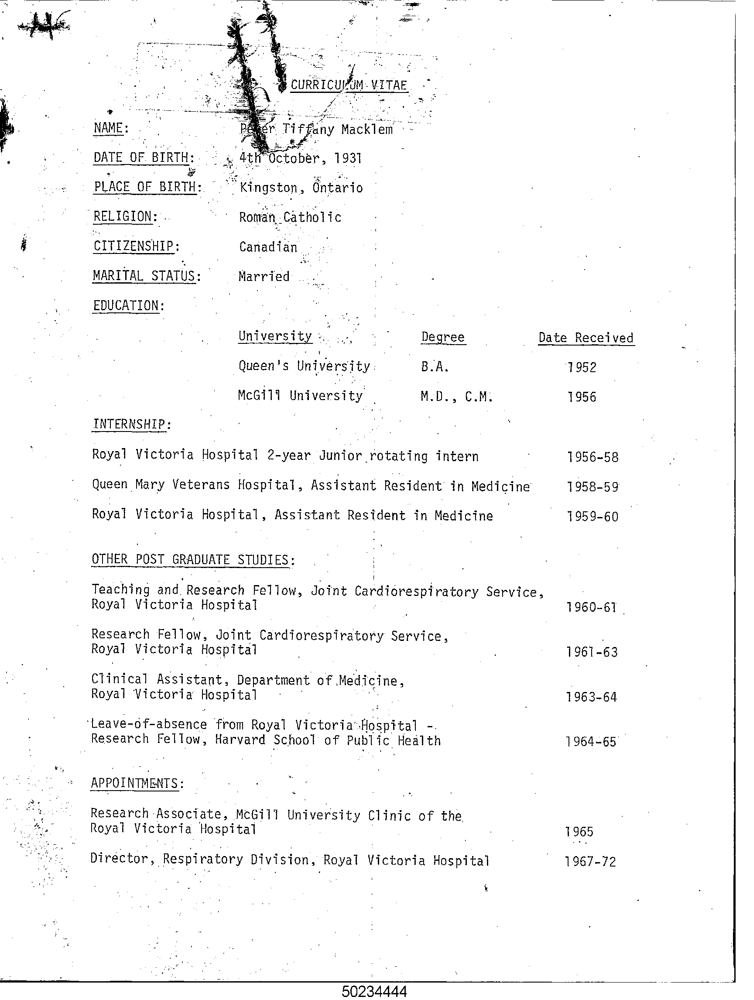 CURRICULUM VITAE
NAME: Peter Tiffany Macklem
DATE OF BIRTH: 4th October, 1931
PLACE OF BIRTH: Kingston, Ontario
RELIGION: Roman Catholic
CITIZENSHIP: Canadian
MARITAL STATUS: Married
EDUCATION:
University Degree Date Received
Queen's University B.A. 1952
McGill University M.D., C.M. 1956
INTERNSHIP:
Royal Victoria Hospital 2-year Junior rotating intern 1956-58
Queen Mary Veterans Hospital, Assistant Resident in Medicine 1958-59
Royal Victoria Hospital, Assistant Resident in Medicine 1959-60
OTHER POST GRADUATE STUDIES:
Teaching and Research Fellow, Joint Cardiorespiratory Service,
Royal Victoria Hospital 1960-61
Research Fellow, Joint Cardiorespiratory Service,
Royal Victoria Hospital 1961-63
Clinical Assistant, Department of Medicine,
Royal Victoria Hospital 1963-64
Leave-of-absence from Royal Victoria Hospital -
Research Fellow, Harvard School of Public Health 1964-65
APPOINTMENTS:
Research Associate, McGill University Clinic of the
Royal Victoria Hospital 1965
Director, Respiratory Division, Royal Victoria Hospital 1967-72
50234444